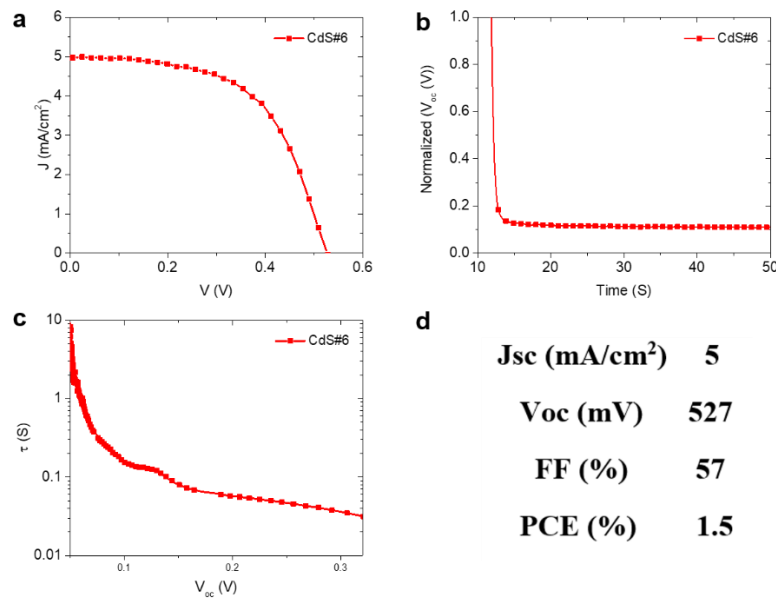 a
CdS#6
6
5
4
3
2
1
0
J (mA/cm²)
0.0 0.2 0.4 0.6
V (V)
b
CdS#6
1.0
0.8
0.6
0.4
0.2
0.0
Normalized (Voc (V))
10 20 30 40 50
Time (S)
c
CdS#6
10
1
0.1
0.01
τ (S)
0.1 0.2 0.3
Voc (V)
d
Jsc (mA/cm²) 5
Voc (mV) 527
FF (%) 57
PCE (%) 1.5